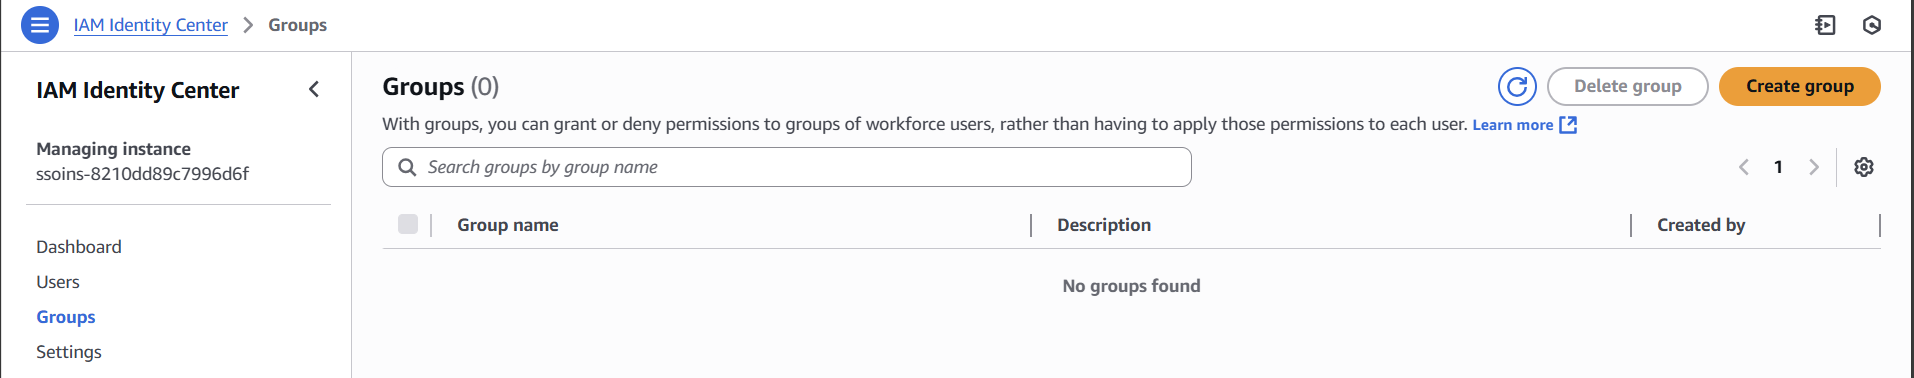 IAM Identity Center > Groups
IAM Identity Center
Managing instance
ssoins-8210dd89c7996d6f
Dashboard
Users
Groups
Settings
Groups (0)
Delete group
Create group
With groups, you can grant or deny permissions to groups of workforce users, rather than having to apply those permissions to each user. Learn more
Search groups by group name
1
Group name Description Created by
No groups found